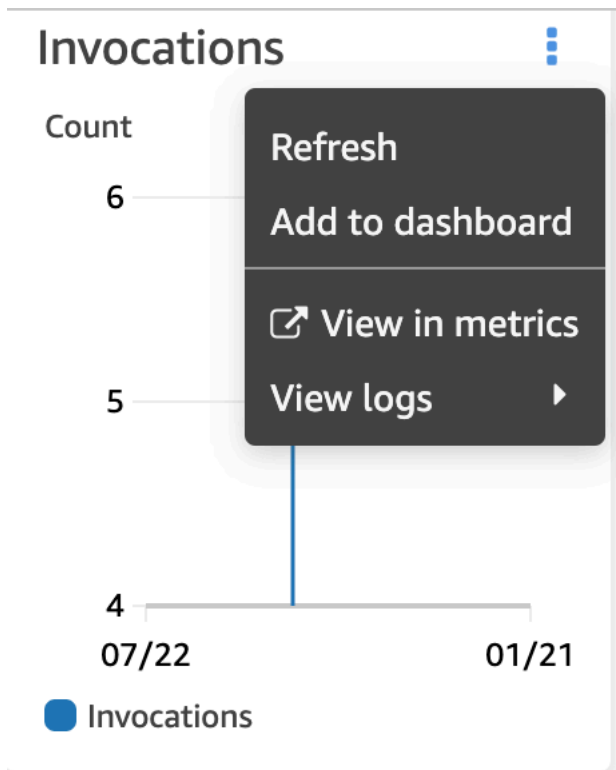 Invocations
Count
Refresh
6
Add to dashboard
View in metrics
5
View logs
4
07/22 01/21
Invocations